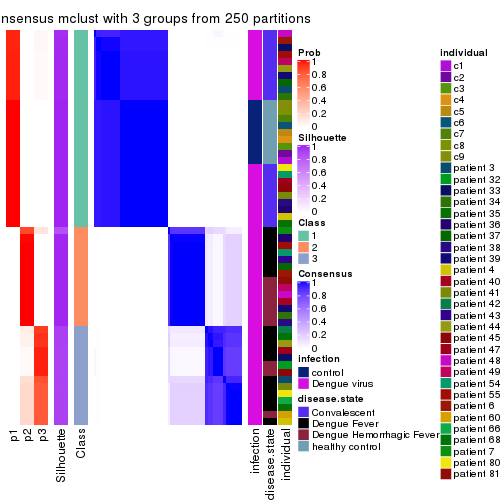 nsensus mclust with 3 groups from 250 partitions
p1
p2
p3
Silhouette
Class
infection
disease.state
individual
Prob
1
0.8
0.6
0.4
0.2
0
Silhouette
1
0.8
0.6
0.4
0.2
0
Class
1
2
3
Consensus
1
0.8
0.6
0.4
0.2
0
infection
control
Dengue virus
disease.state
Convalescent
Dengue Fever
Dengue Hemorrhagic Fever
healthy control
individual
c1
c2
c3
c4
c5
c6
c7
c8
c9
patient 3
patient 32
patient 33
patient 34
patient 35
patient 36
patient 37
patient 38
patient 39
patient 4
patient 40
patient 41
patient 42
patient 43
patient 44
patient 45
patient 47
patient 48
patient 49
patient 54
patient 55
patient 6
patient 60
patient 66
patient 68
patient 7
patient 80
patient 81